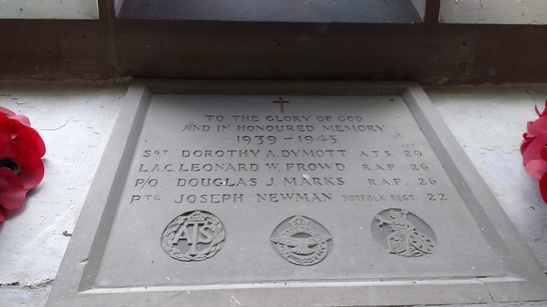 TO THE GLORY OF GOD
AND IN HONOURED MEMORY
1939-1945
SGT DOROTHY A. DYMOTT A.T.S. 29
L.A.C. LEONARD W. FROWD R.A.F. 26
P/O DOUGLAS J. MARKS R.A.F. 26
PTE JOSEPH NEWMAN NORFOLK REGT. 22
ATS